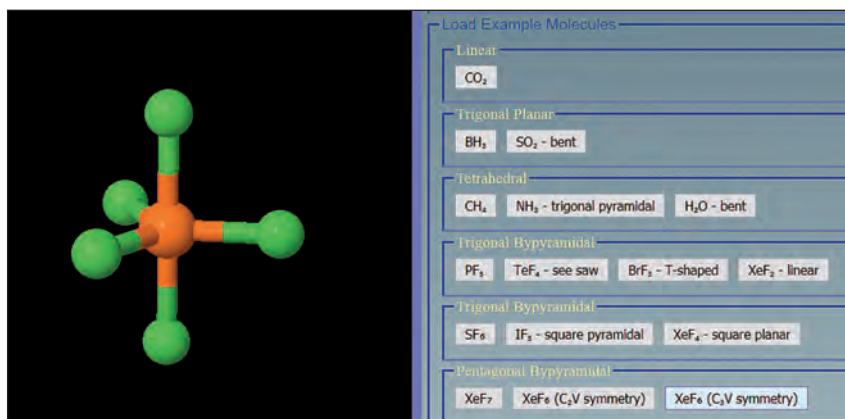 Load Example Molecules
Linear
CO₂
Trigonal Planar
BH₃ SO₂ - bent
Tetrahedral
CH₄ NH₃ - trigonal pyramidal H₂O - bent
Trigonal Bypyramidal
PF₅ TeF₄ - see saw BrF₃ - T-shaped XeF₂ - linear
Trigonal Bypyramidal
SF₆ IF₅ - square pyramidal XeF₄ - square planar
Pentagonal Bypyramidal
XeF₇ XeF₆ (C₂V symmetry) XeF₆ (C₃V symmetry)